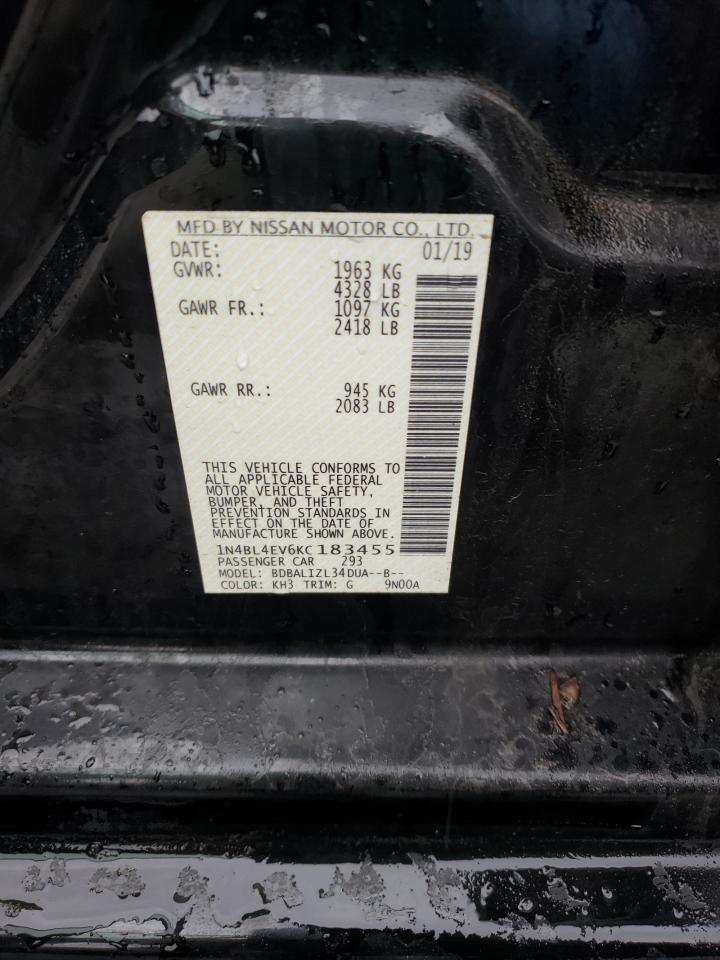 MFD BY NISSAN MOTOR CO., LTD.
DATE: 01/19
GVWR: 1963 KG
4328 LB
GAWR FR.: 1097 KG
2418 LB
GAWR RR.: 945 KG
2083 LB
THIS VEHICLE CONFORMS TO
ALL APPLICABLE FEDERAL
MOTOR VEHICLE SAFETY,
BUMPER, AND THEFT
PREVENTION STANDARDS IN
EFFECT ON THE DATE OF
MANUFACTURE SHOWN ABOVE.
1N4BL4EV6KC183455
PASSENGER CAR 293
MODEL: BDBALIZL34DUA--B--
COLOR: KH3 TRIM: G 9N00A